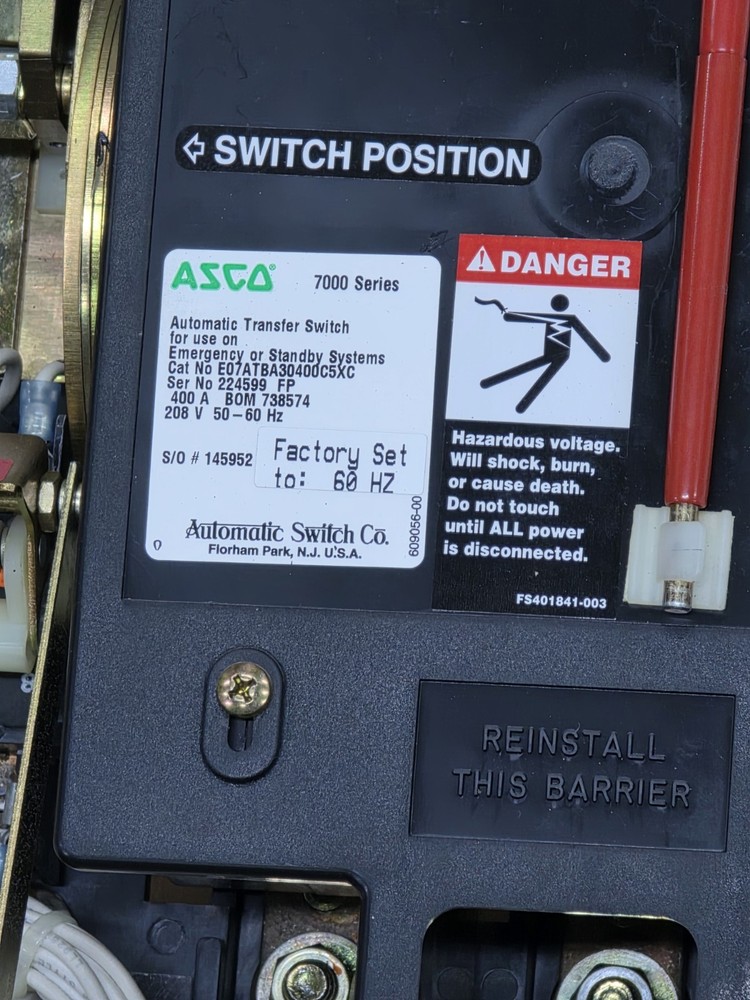 SWITCH POSITION
ASCO®
7000 Series
Automatic Transfer Switch
for use on
Emergency or Standby Systems
Cat No E07ATBA30400C5XC
Ser No 224599 FP
400 A BOM 738574
208 V 50-60 Hz
S/O # 145952
Factory Set
to: 60 HZ
Automatic Switch Co.
Florham Park, N.J. U.S.A.
609056-00
DANGER
Hazardous voltage.
Will shock, burn,
or cause death.
Do not touch
until ALL power
is disconnected.
FS401841-003
REINSTALL
THIS BARRIER